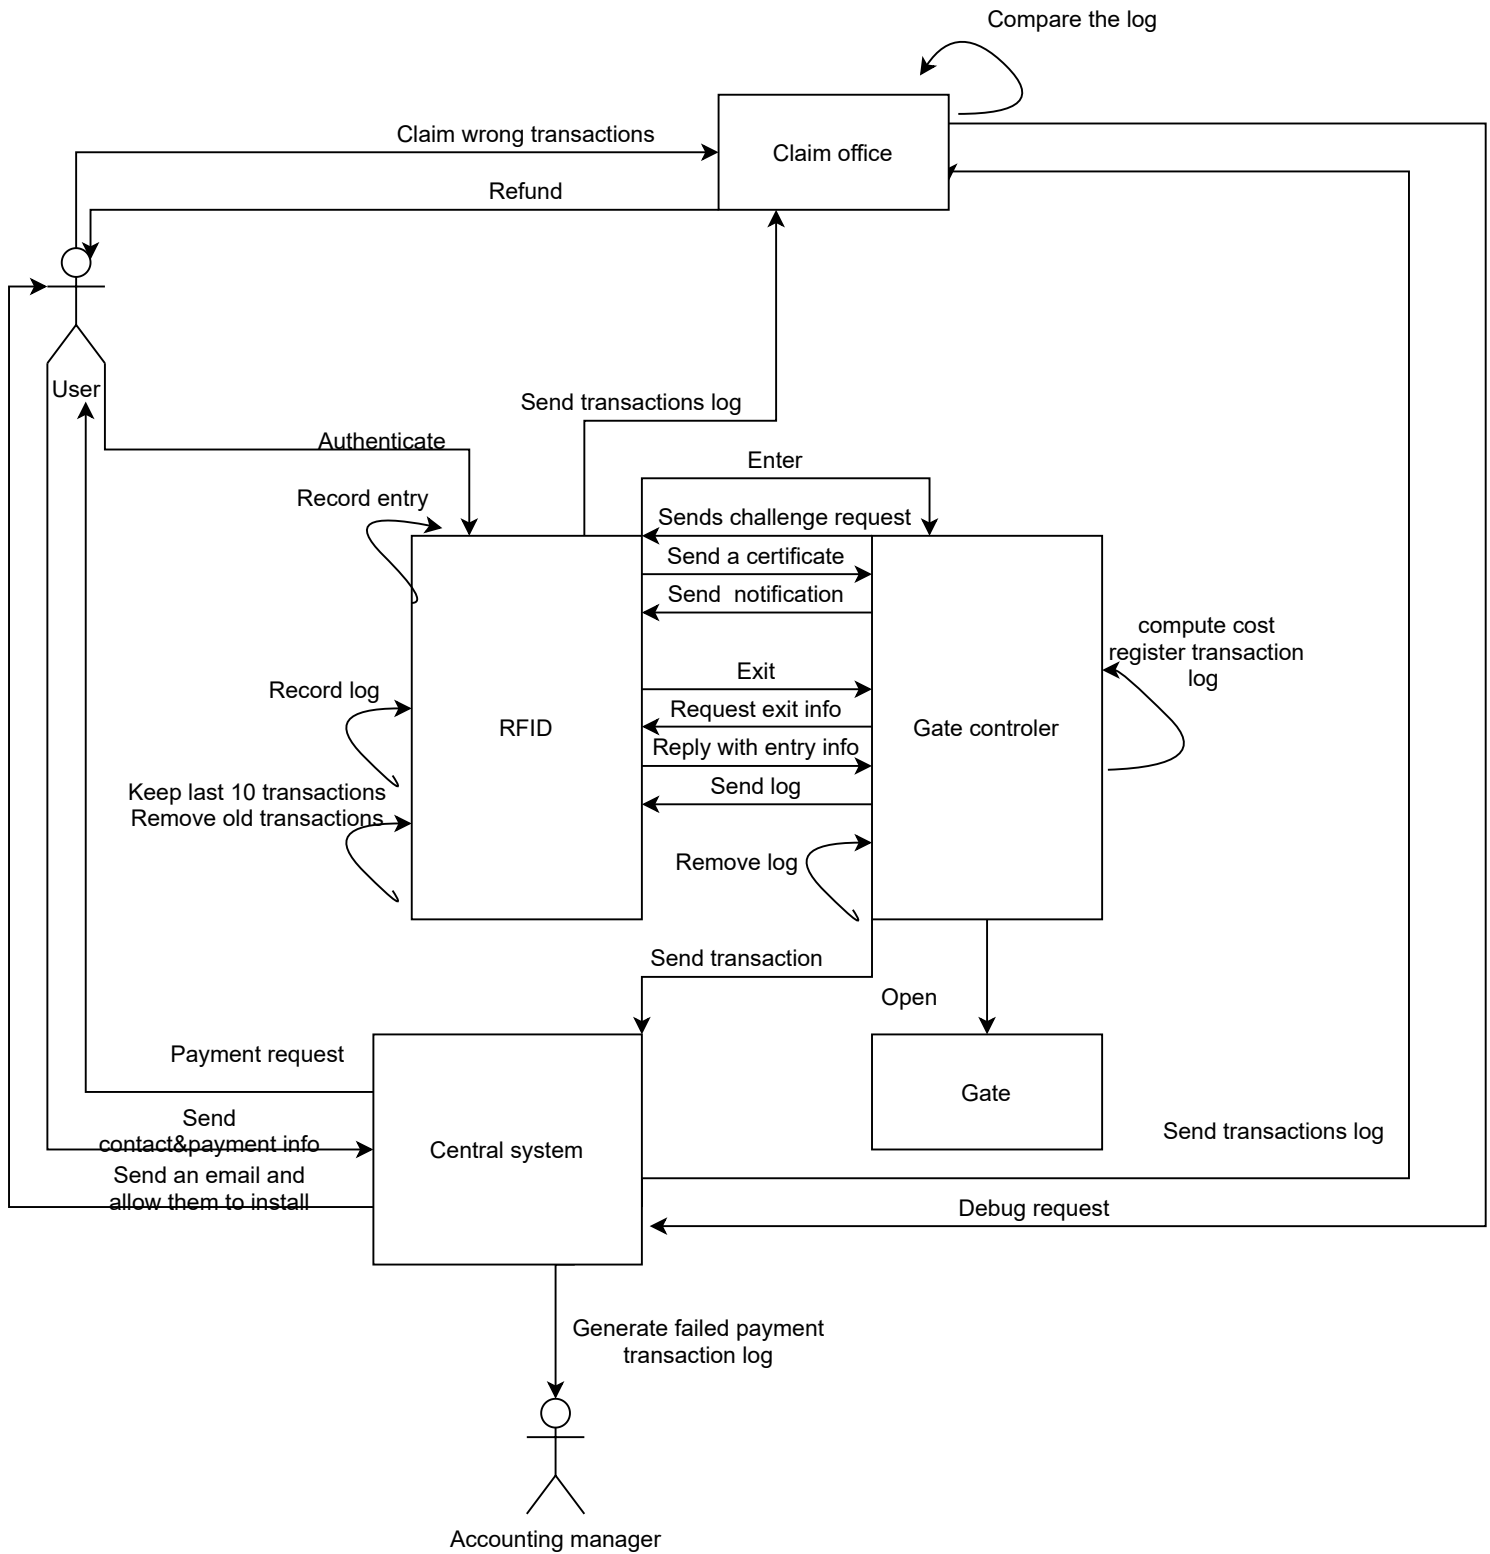 Compare the log
Claim wrong transactions
Claim office
Refund
User
Send transactions log
Authenticate
Enter
Record entry
Sends challenge request
Send a certificate
Send  notification
compute cost
register transaction
log
Exit
Record log
Request exit info
RFID
Gate controler
Reply with entry info
Send log
Keep last 10 transactions
Remove old transactions
Remove log
Send transaction
Open
Payment request
Gate
Send
contact&payment info
Send transactions log
Central system
Send an email and
allow them to install
Debug request
Generate failed payment
transaction log
Accounting manager